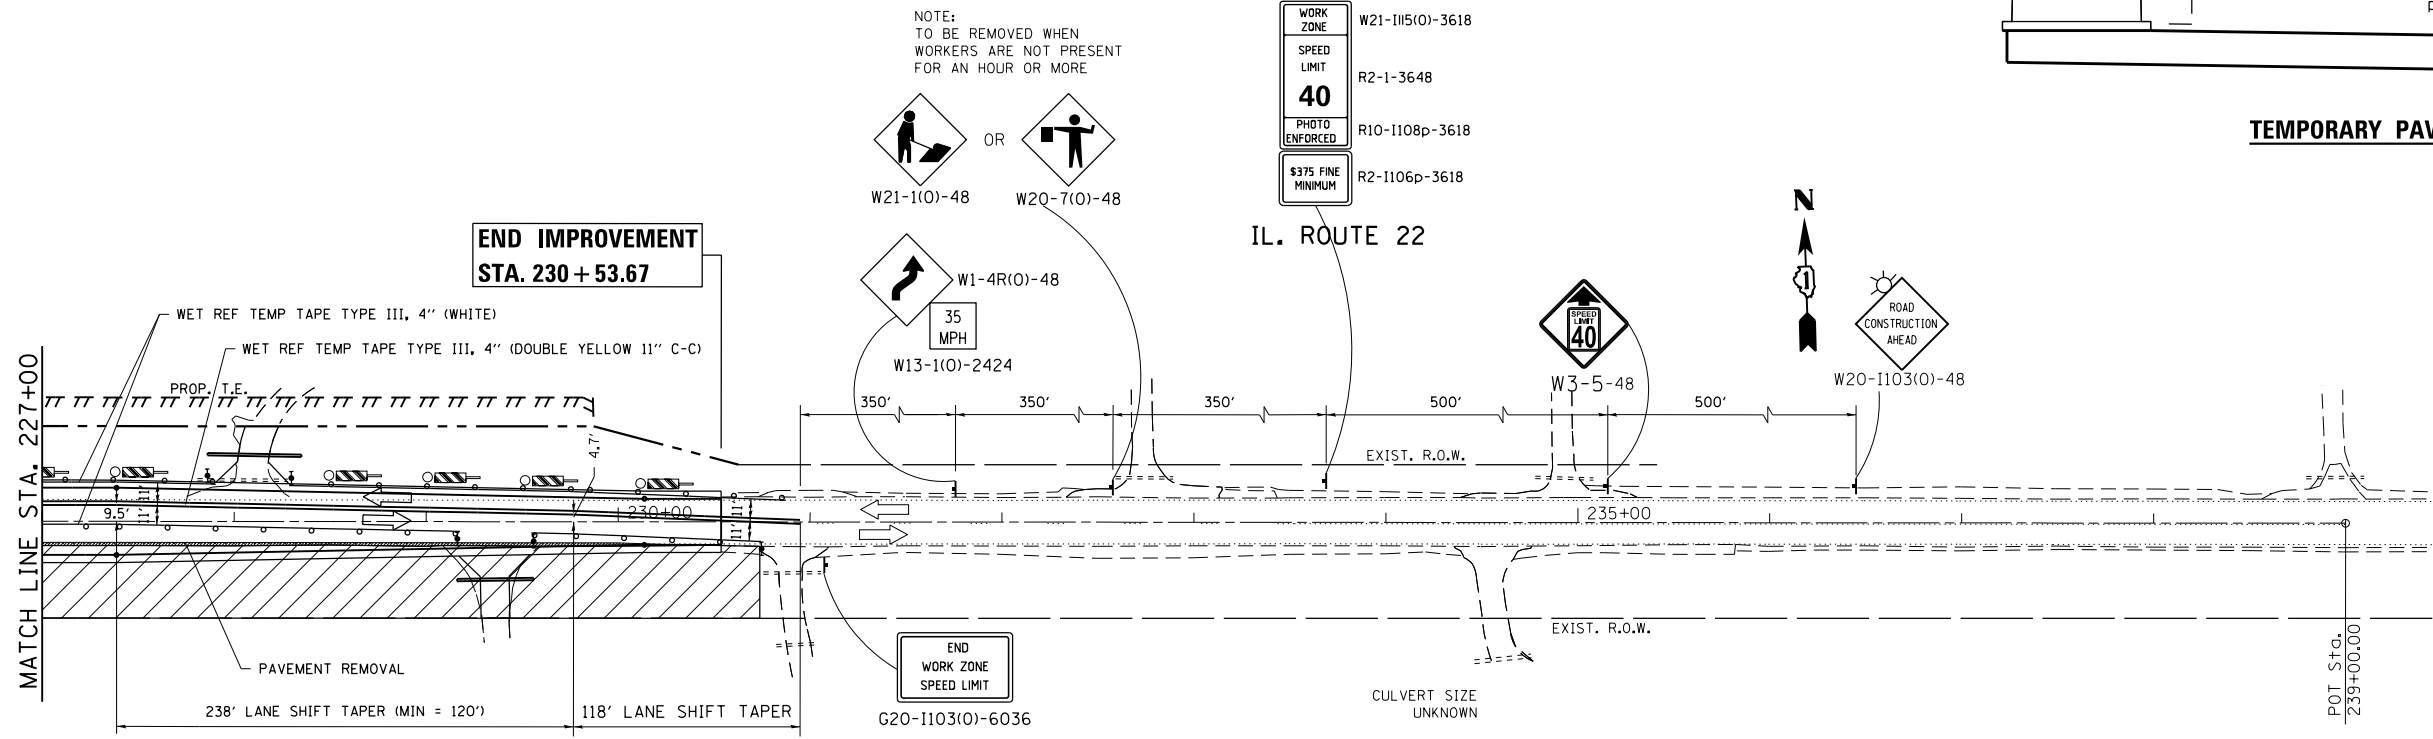 NOTE:
TO BE REMOVED WHEN
WORKERS ARE NOT PRESENT
FOR AN HOUR OR MORE
OR
W21-1(O)-48
W20-7(O)-48
WORK
ZONE
SPEED
LIMIT
40
PHOTO
ENFORCED
$375 FINE
MINIMUM
W21-I115(O)-3618
R2-1-3648
R10-I108p-3618
R2-I106p-3618
TEMPORARY PAV
IL. ROUTE 22
N
1
END IMPROVEMENT
STA. 230+53.67
W1-4R(O)-48
35
MPH
W13-1(O)-2424
SPEED
LIMIT
40
W3-5-48
ROAD
CONSTRUCTION
AHEAD
W20-I103(O)-48
WET REF TEMP TAPE TYPE III, 4" (WHITE)
WET REF TEMP TAPE TYPE III, 4" (DOUBLE YELLOW 11" C-C)
PROP. T.E.
MATCH LINE STA. 227+00
350'
350'
350'
500'
500'
4.7'
EXIST. R.O.W.
11'
11'
9.5'
230+00
11'
11'
235+00
EXIST. R.O.W.
PAVEMENT REMOVAL
238' LANE SHIFT TAPER (MIN = 120')
118' LANE SHIFT TAPER
END
WORK ZONE
SPEED LIMIT
G20-I103(O)-6036
CULVERT SIZE
UNKNOWN
POT Sta.
239+00.00